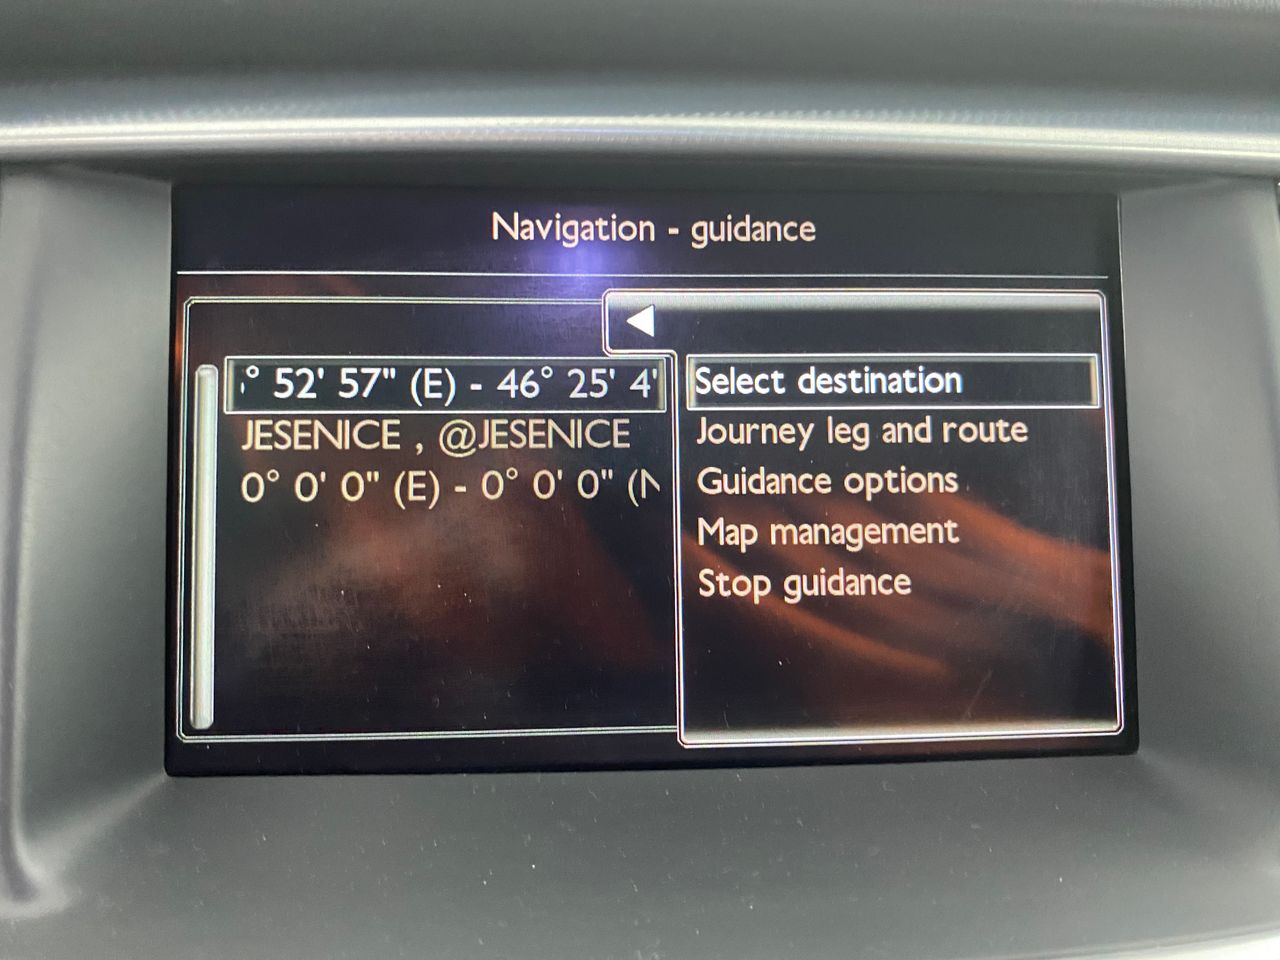 Navigation - guidance
° 52' 57" (E) - 46° 25' 4'
JESENICE , @JESENICE
0° 0' 0" (E) - 0° 0' 0" (N
Select destination
Journey leg and route
Guidance options
Map management
Stop guidance